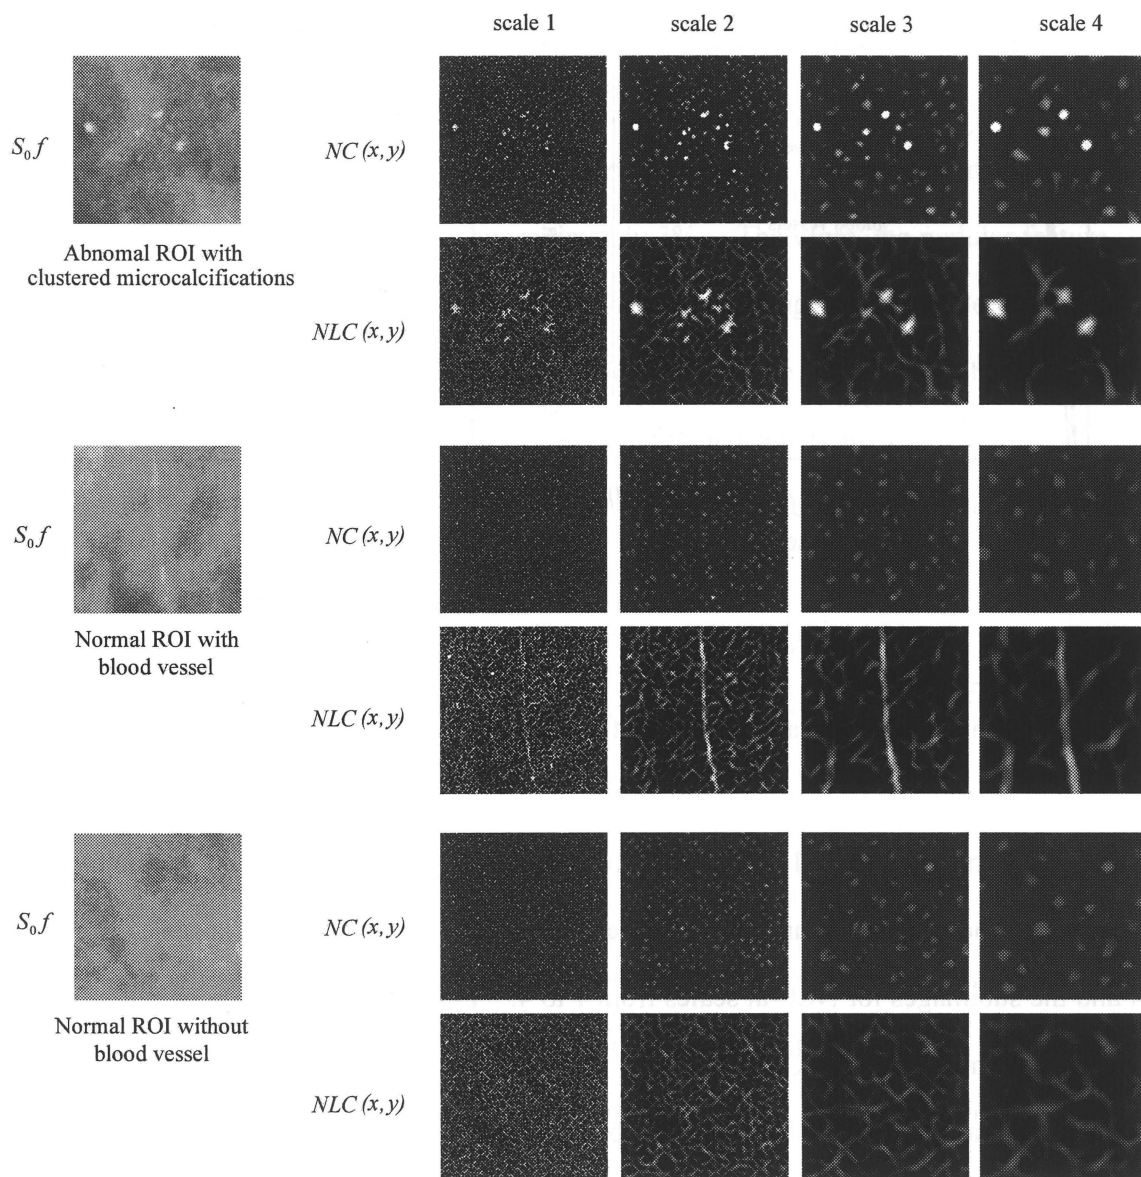 scale 1 scale 2 scale 3 scale 4
S₀f
NC(x,y)
Abnomal ROI with
clustered microcalcifications
NLC(x,y)
S₀f
NC(x,y)
Normal ROI with
blood vessel
NLC(x,y)
S₀f
NC(x,y)
Normal ROI without
blood vessel
NLC(x,y)